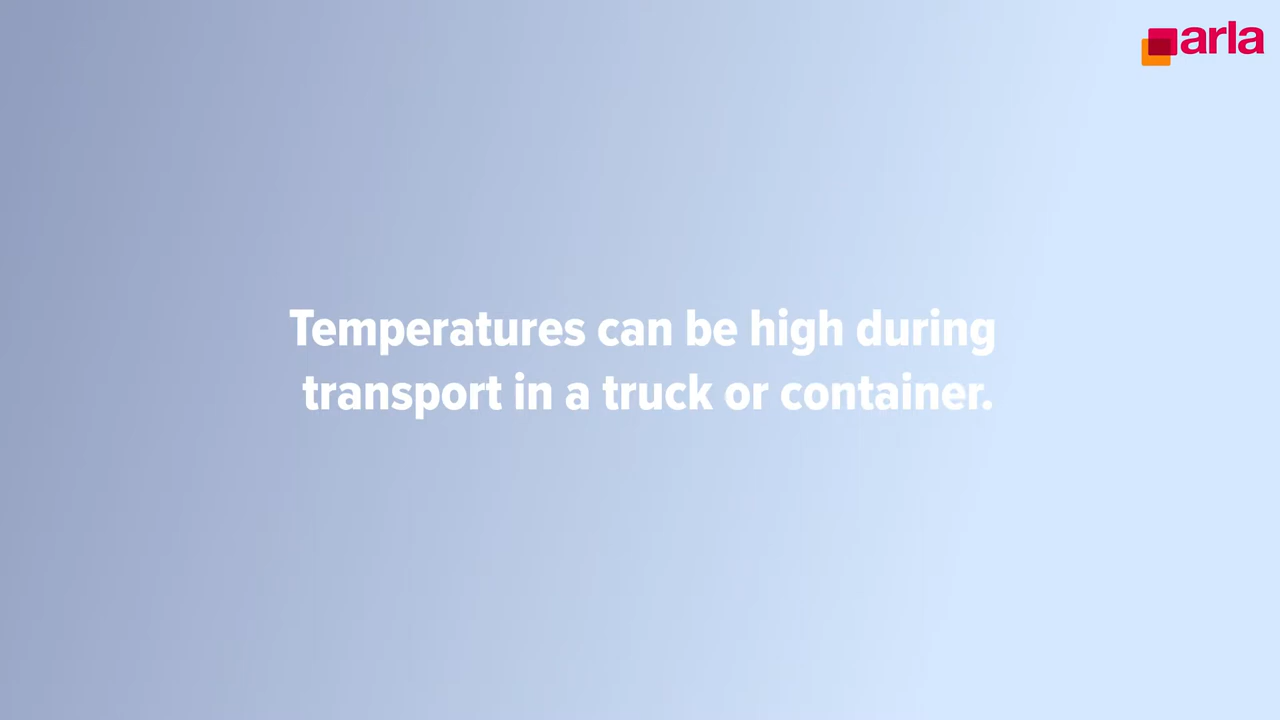 arla
Temperatures can be high during
transport in a truck or container.